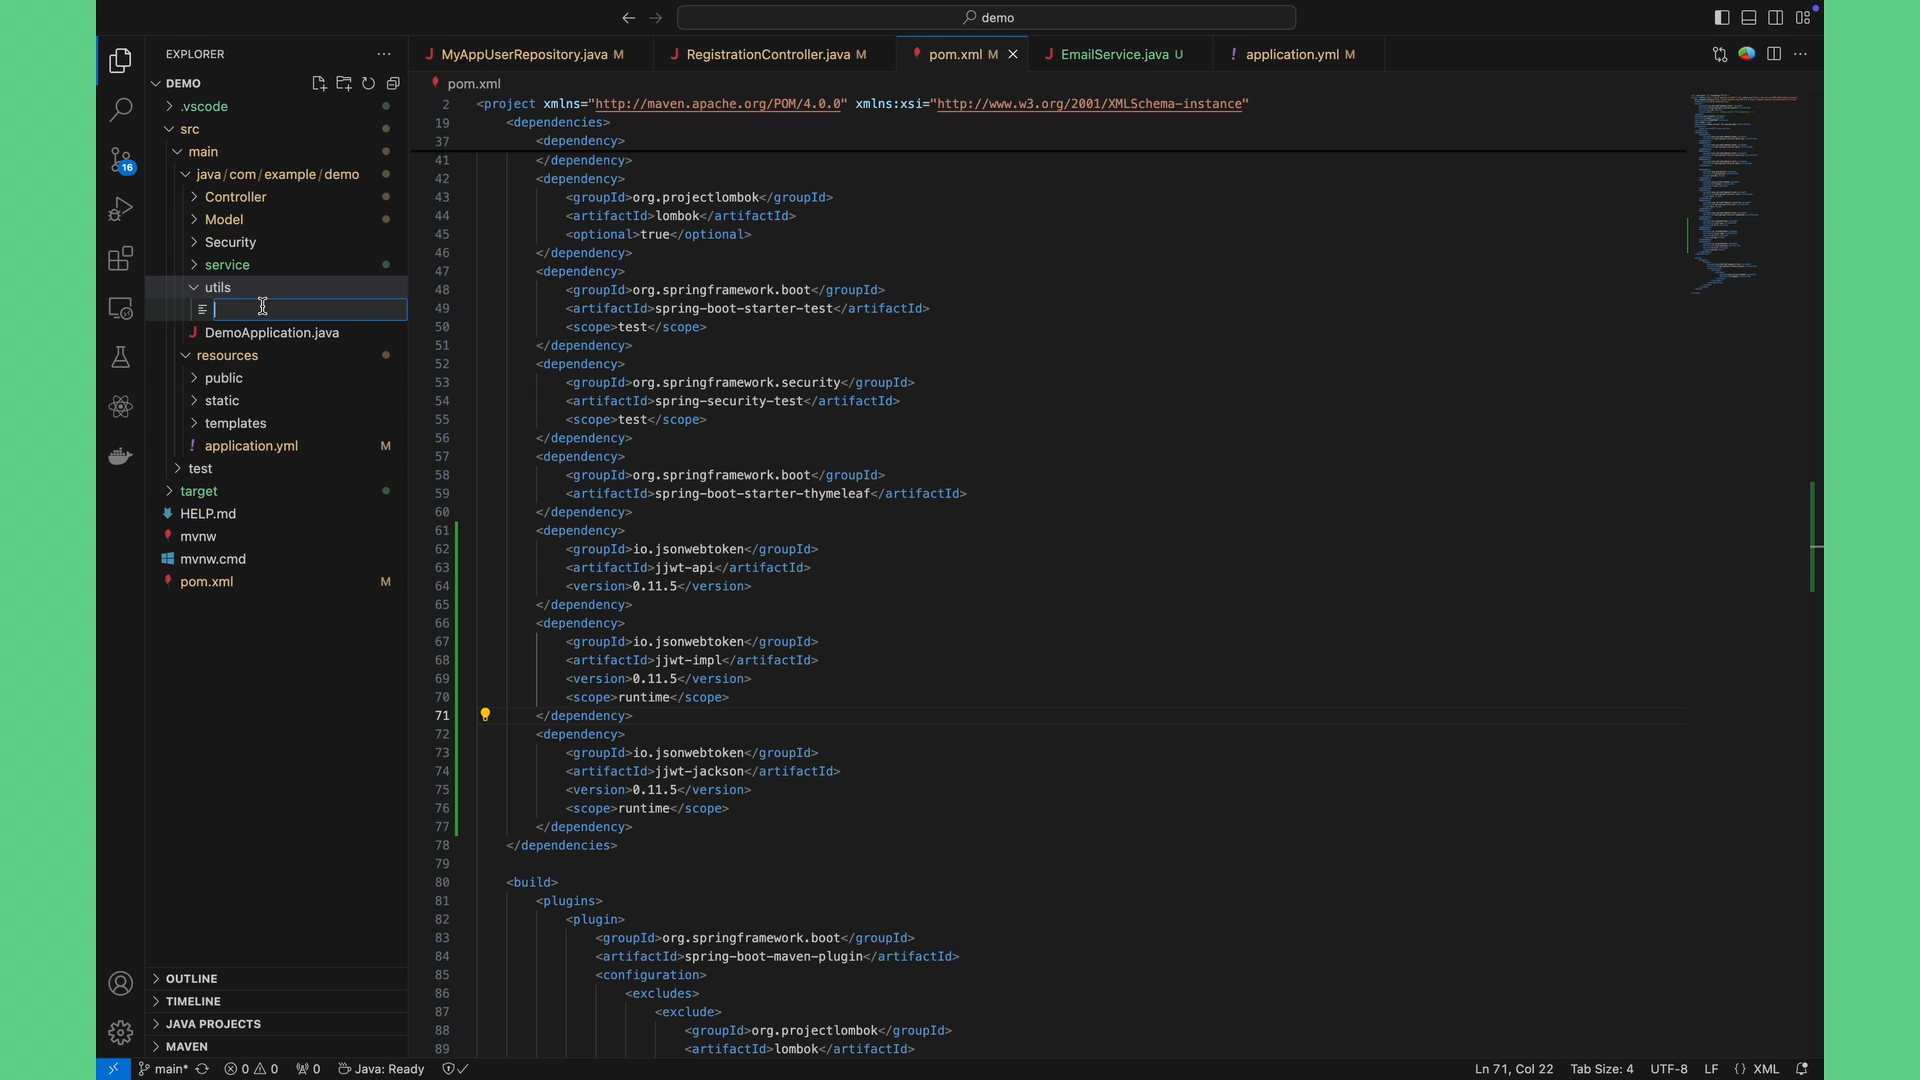 demo
EXPLORER
MyAppUserRepository.java M
RegistrationController.java M
pom.xml M
EmailService.java U
application.yml M
DEMO
.vscode
src
main
java/com/example/demo
Controller
Model
Security
service
utils
DemoApplication.java
resources
public
static
templates
application.yml M
test
target
HELP.md
mvnw
mvnw.cmd
pom.xml M
OUTLINE
TIMELINE
JAVA PROJECTS
MAVEN
16
pom.xml
2 <project xmlns="http://maven.apache.org/POM/4.0.0" xmlns:xsi="http://www.w3.org/2001/XMLSchema-instance"
19 <dependencies>
37 <dependency>
41 </dependency>
42 <dependency>
43 <groupId>org.projectlombok</groupId>
44 <artifactId>lombok</artifactId>
45 <optional>true</optional>
46 </dependency>
47 <dependency>
48 <groupId>org.springframework.boot</groupId>
49 <artifactId>spring-boot-starter-test</artifactId>
50 <scope>test</scope>
51 </dependency>
52 <dependency>
53 <groupId>org.springframework.security</groupId>
54 <artifactId>spring-security-test</artifactId>
55 <scope>test</scope>
56 </dependency>
57 <dependency>
58 <groupId>org.springframework.boot</groupId>
59 <artifactId>spring-boot-starter-thymeleaf</artifactId>
60 </dependency>
61 <dependency>
62 <groupId>io.jsonwebtoken</groupId>
63 <artifactId>jjwt-api</artifactId>
64 <version>0.11.5</version>
65 </dependency>
66 <dependency>
67 <groupId>io.jsonwebtoken</groupId>
68 <artifactId>jjwt-impl</artifactId>
69 <version>0.11.5</version>
70 <scope>runtime</scope>
71 </dependency>
72 <dependency>
73 <groupId>io.jsonwebtoken</groupId>
74 <artifactId>jjwt-jackson</artifactId>
75 <version>0.11.5</version>
76 <scope>runtime</scope>
77 </dependency>
78 </dependencies>
79
80 <build>
81 <plugins>
82 <plugin>
83 <groupId>org.springframework.boot</groupId>
84 <artifactId>spring-boot-maven-plugin</artifactId>
85 <configuration>
86 <excludes>
87 <exclude>
88 <groupId>org.projectlombok</groupId>
89 <artifactId>lombok</artifactId>
main* 0 0 0 Java: Ready Ln 71, Col 22 Tab Size: 4 UTF-8 LF {} XML